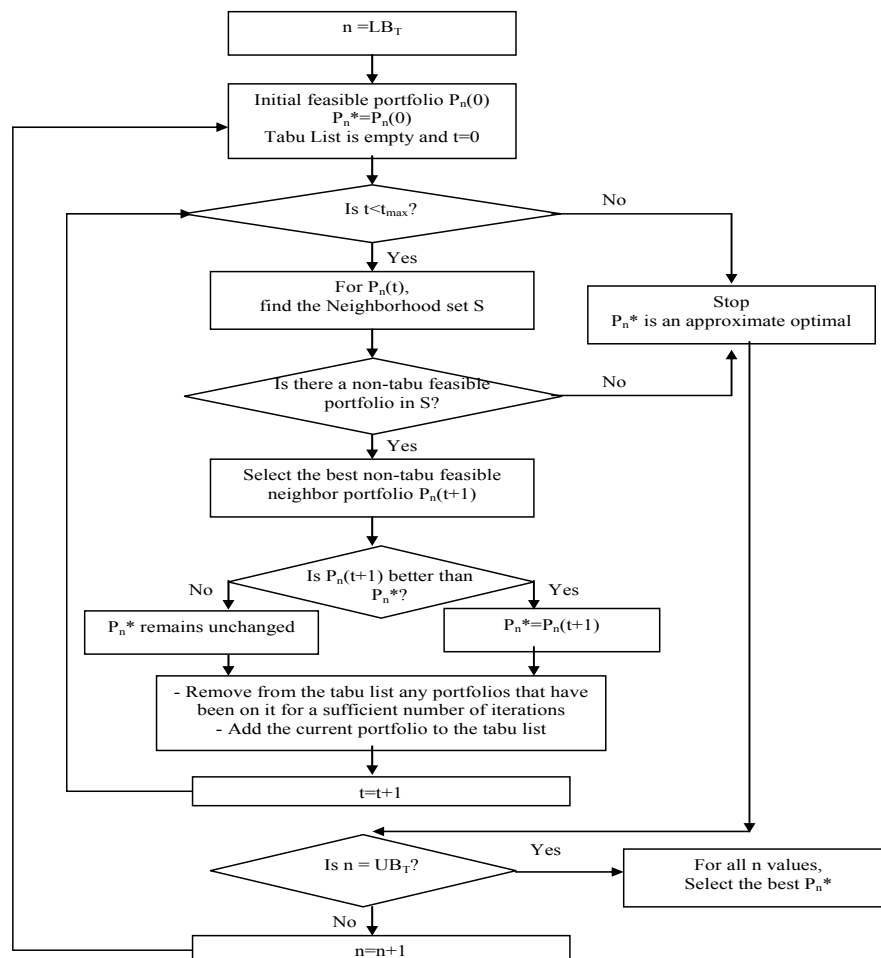 n =LB_T
Initial feasible portfolio P_n(0)
P_n*=P_n(0)
Tabu List is empty and t=0
Is t<t_max?
No
Yes
For P_n(t),
find the Neighborhood set S
Stop
P_n* is an approximate optimal
Is there a non-tabu feasible
portfolio in S?
No
Yes
Select the best non-tabu feasible
neighbor portfolio P_n(t+1)
Is P_n(t+1) better than
P_n*?
No
Yes
P_n* remains unchanged
P_n*=P_n(t+1)
- Remove from the tabu list any portfolios that have
been on it for a sufficient number of iterations
- Add the current portfolio to the tabu list
t=t+1
Is n = UB_T?
Yes
For all n values,
Select the best P_n*
No
n=n+1